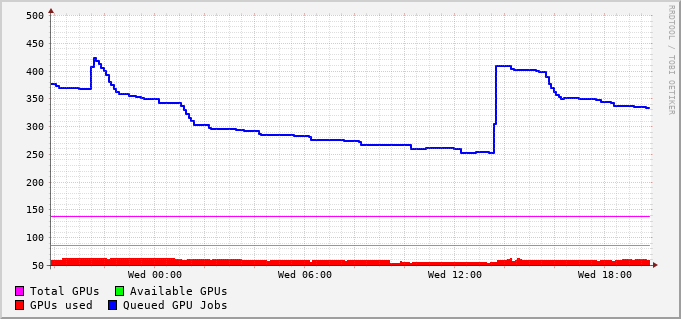 500
450
400
350
300
250
200
150
100
50
Wed 00:00 Wed 06:00 Wed 12:00 Wed 18:00
Total GPUs Available GPUs
GPUs used Queued GPU Jobs
RRDTOOL / TOBI OETIKER